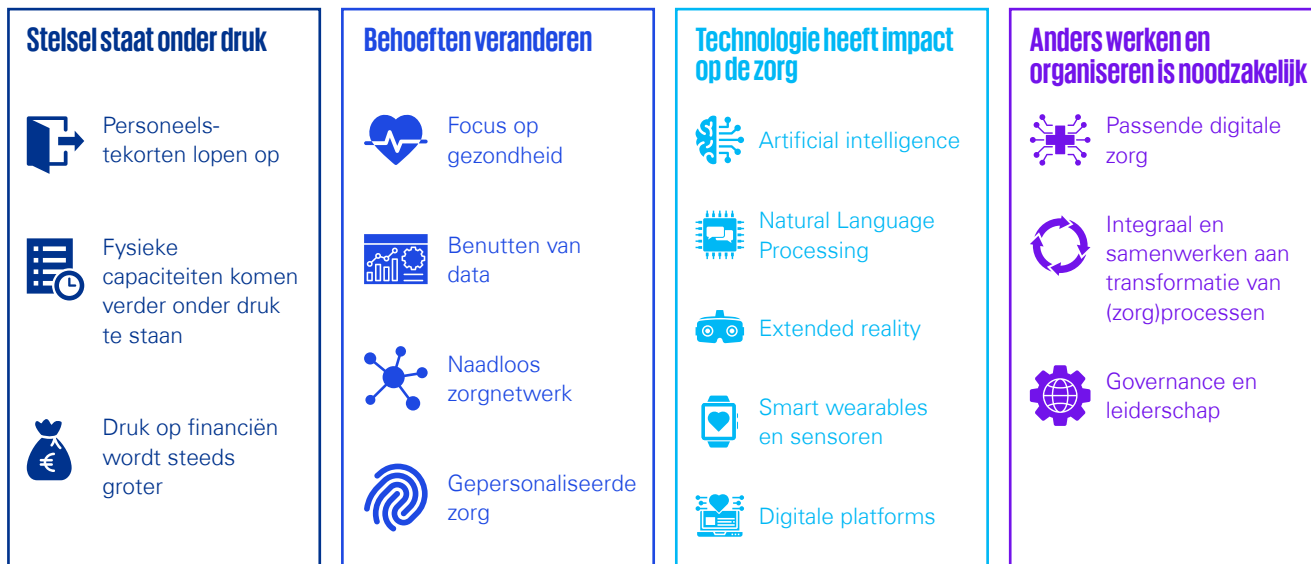 Stelsel staat onder druk
Personeels-
tekorten lopen op
Fysieke
capaciteiten komen
verder onder druk
te staan
€
Druk op financiën
wordt steeds
groter
Behoeften veranderen
Focus op
gezondheid
Benutten van
data
Naadloos
zorgnetwerk
Gepersonaliseerde
zorg
Technologie heeft impact
op de zorg
Artificial intelligence
Natural Language
Processing
Extended reality
Smart wearables
en sensoren
Digitale platforms
Anders werken en
organiseren is noodzakelijk
Passende digitale
zorg
Integraal en
samenwerken aan
transformatie van
(zorg)processen
Governance en
leiderschap